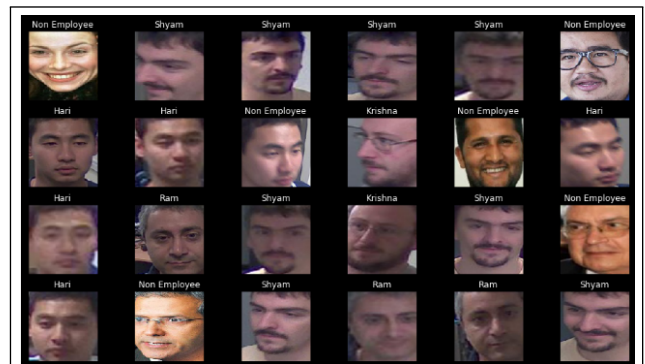 Non Employee Shyam Shyam Shyam Shyam Non Employee
Hari Hari Non Employee Krishna Non Employee Hari
Hari Ram Shyam Krishna Shyam Non Employee
Hari Non Employee Shyam Ram Ram Shyam